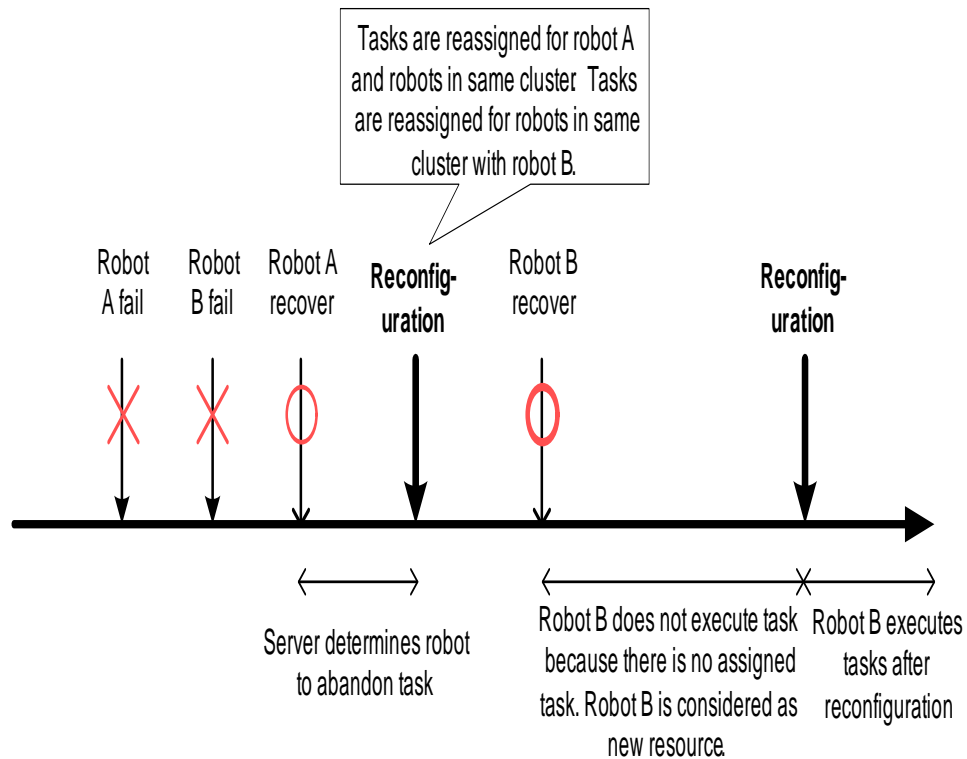 Tasks are reassigned for robot A
and robots in same cluster. Tasks
are reassigned for robots in same
cluster with robot B.
Robot
A fail
Robot
B fail
Robot A
recover
Reconfig-
uration
Robot B
recover
Reconfig-
uration
Server determines robot
to abandon task
Robot B does not execute task
because there is no assigned
task. Robot B is considered as
new resource.
Robot B executes
tasks after
reconfiguration